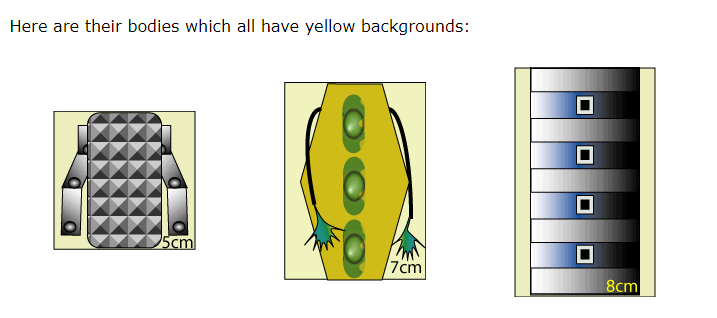 Here are their bodies which all have yellow backgrounds:
5cm
7cm
8cm